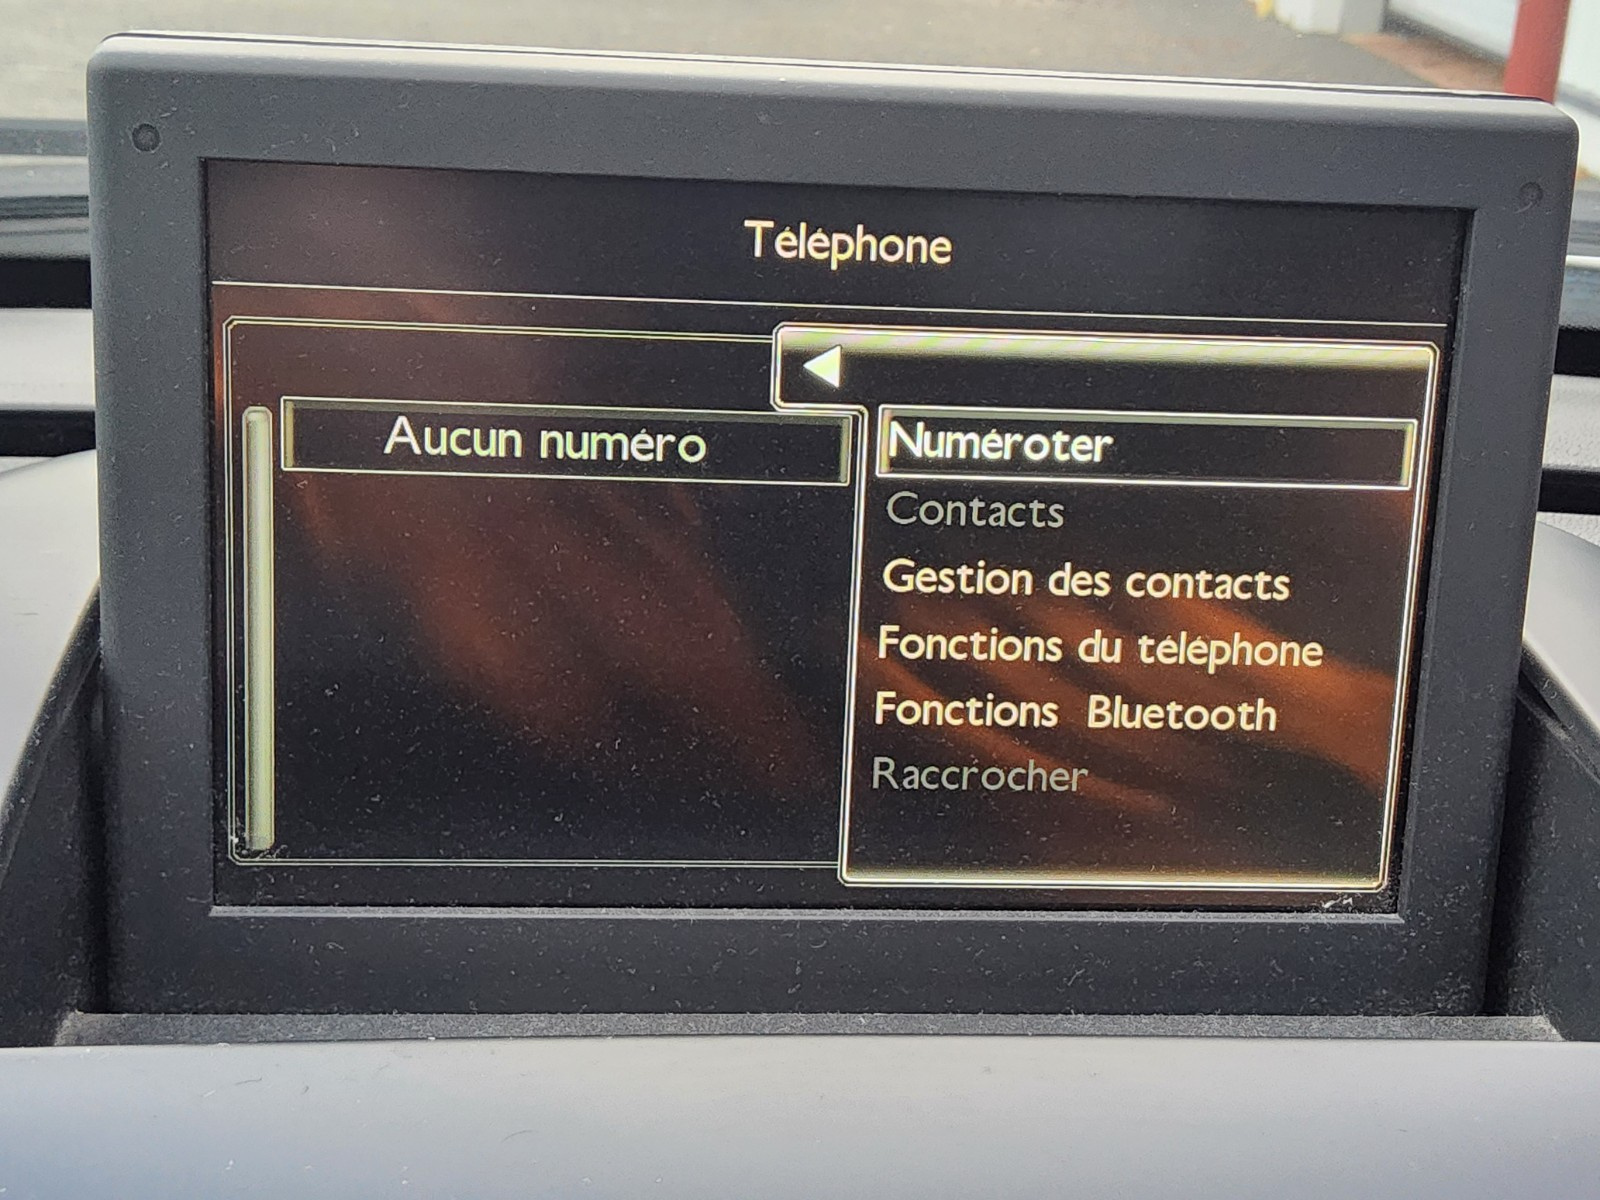 Téléphone
Aucun numéro
Numéroter
Contacts
Gestion des contacts
Fonctions du téléphone
Fonctions Bluetooth
Raccrocher